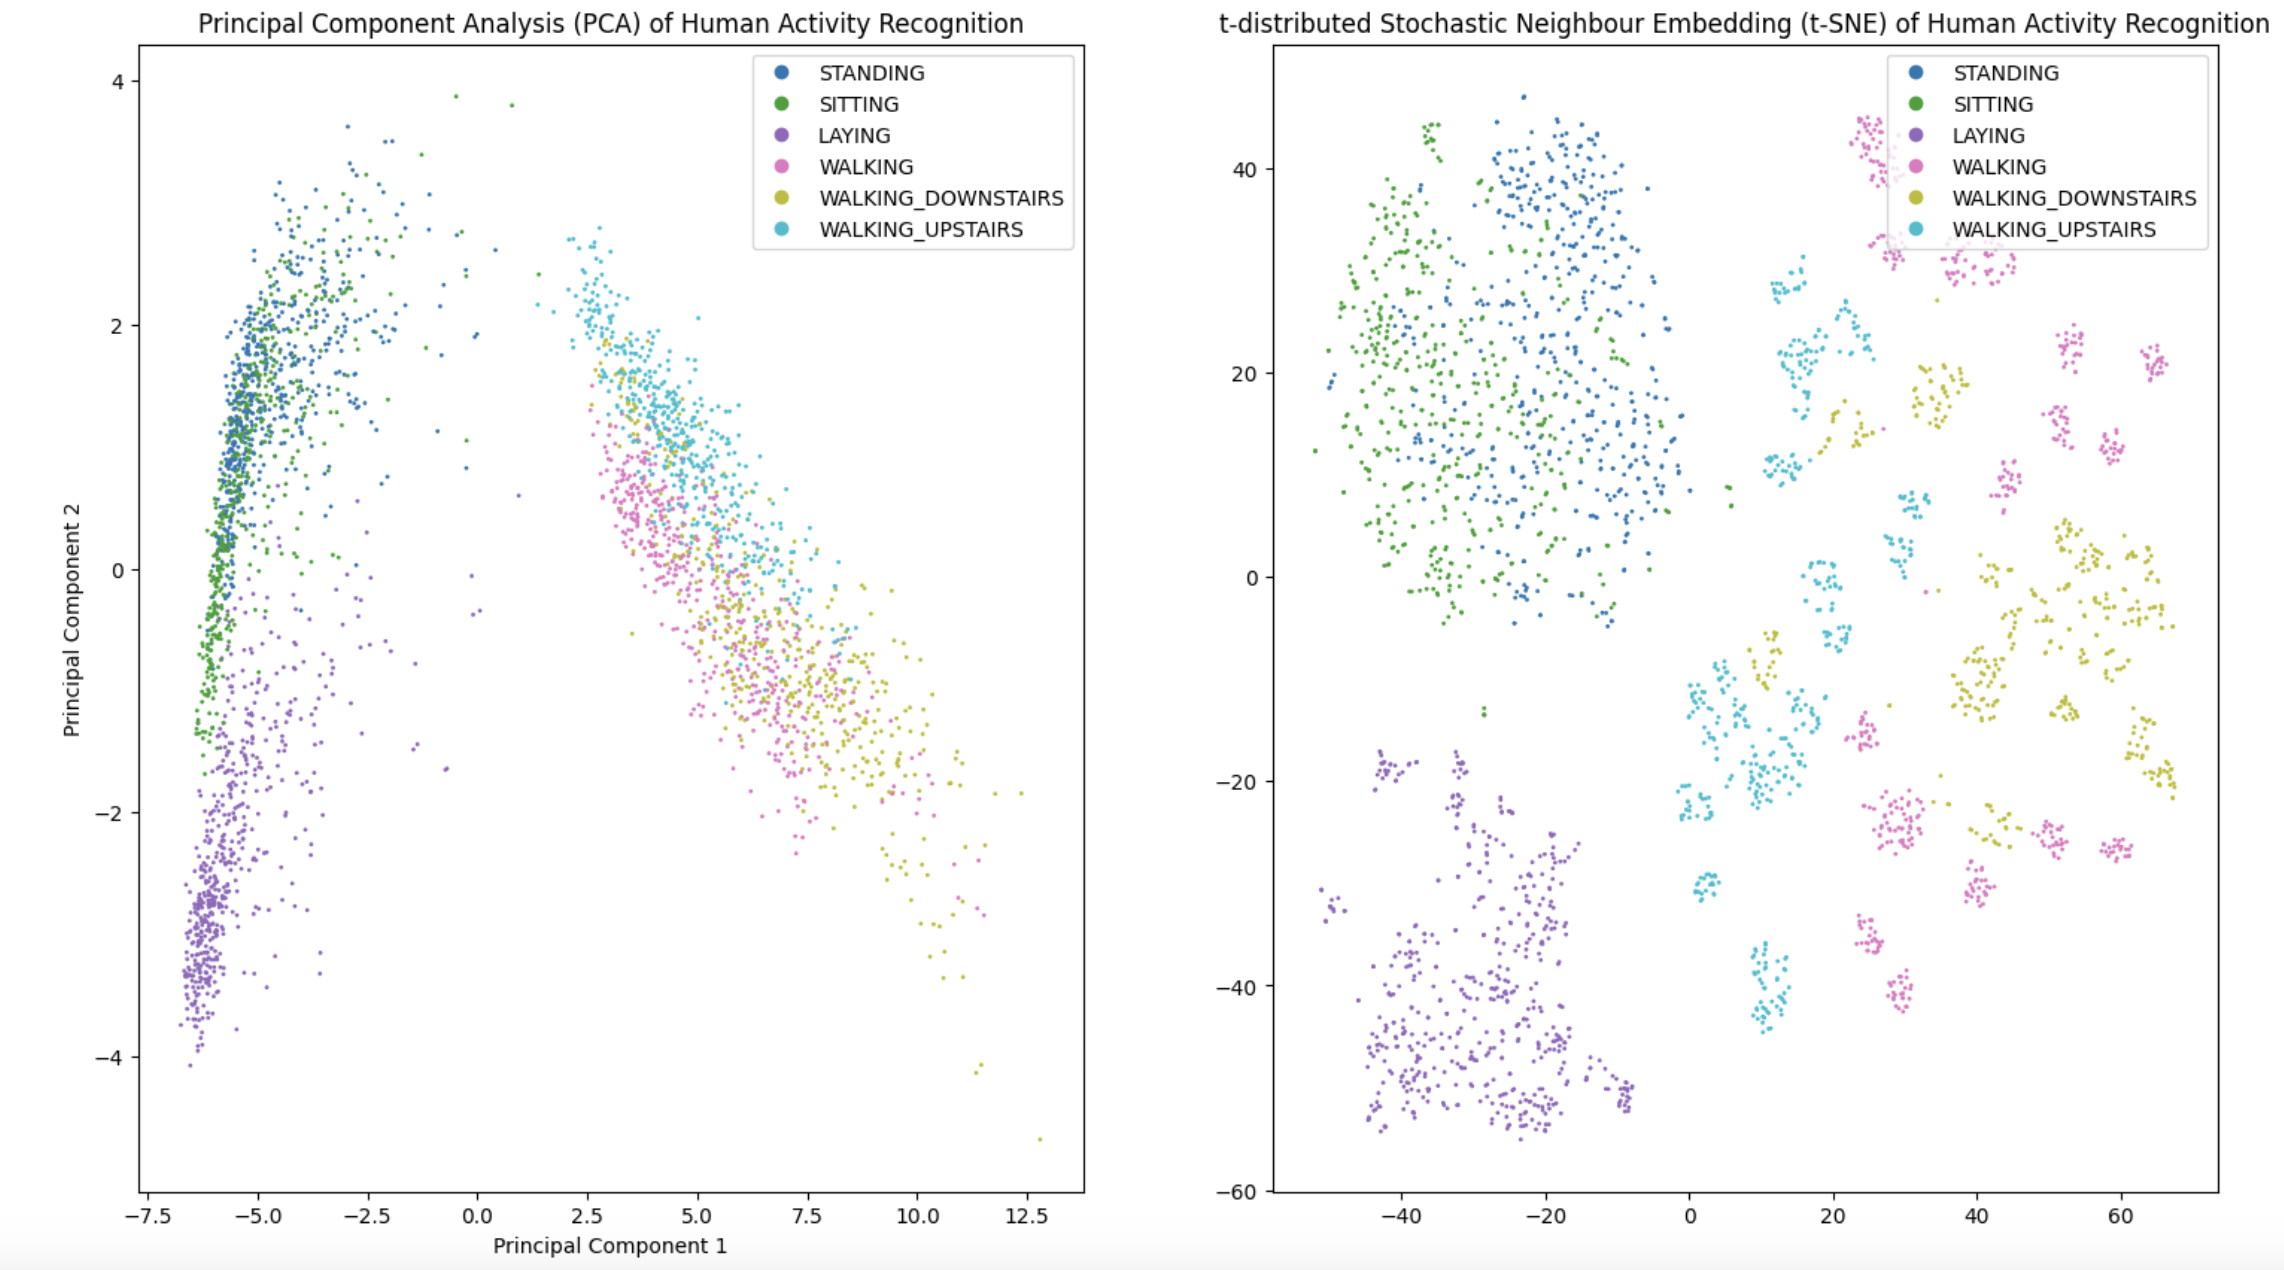 Principal Component Analysis (PCA) of Human Activity Recognition
STANDING
SITTING
LAYING
WALKING
WALKING_DOWNSTAIRS
WALKING_UPSTAIRS
4
2
0
−2
−4
Principal Component 2
−7.5 −5.0 −2.5 0.0 2.5 5.0 7.5 10.0 12.5
Principal Component 1
t-distributed Stochastic Neighbour Embedding (t-SNE) of Human Activity Recognition
STANDING
SITTING
LAYING
WALKING
WALKING_DOWNSTAIRS
WALKING_UPSTAIRS
40
20
0
−20
−40
−60
−40 −20 0 20 40 60